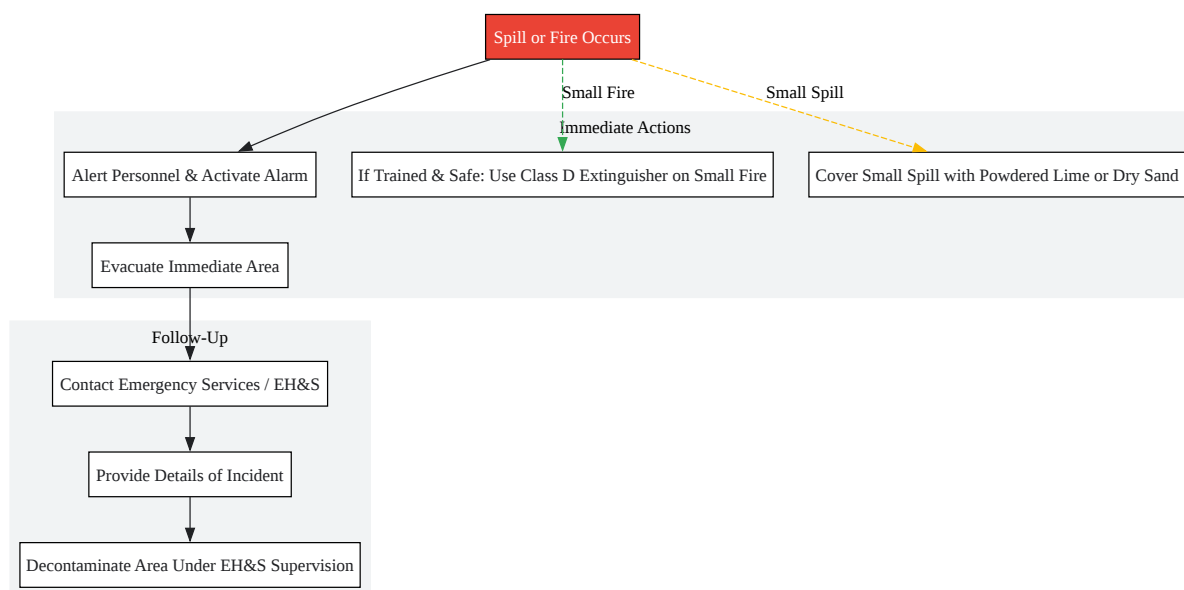 Spill or Fire Occurs
Small Fire
Small Spill
Immediate Actions
Alert Personnel & Activate Alarm
If Trained & Safe: Use Class D Extinguisher on Small Fire
Cover Small Spill with Powdered Lime or Dry Sand
Evacuate Immediate Area
Follow-Up
Contact Emergency Services / EH&S
Provide Details of Incident
Decontaminate Area Under EH&S Supervision